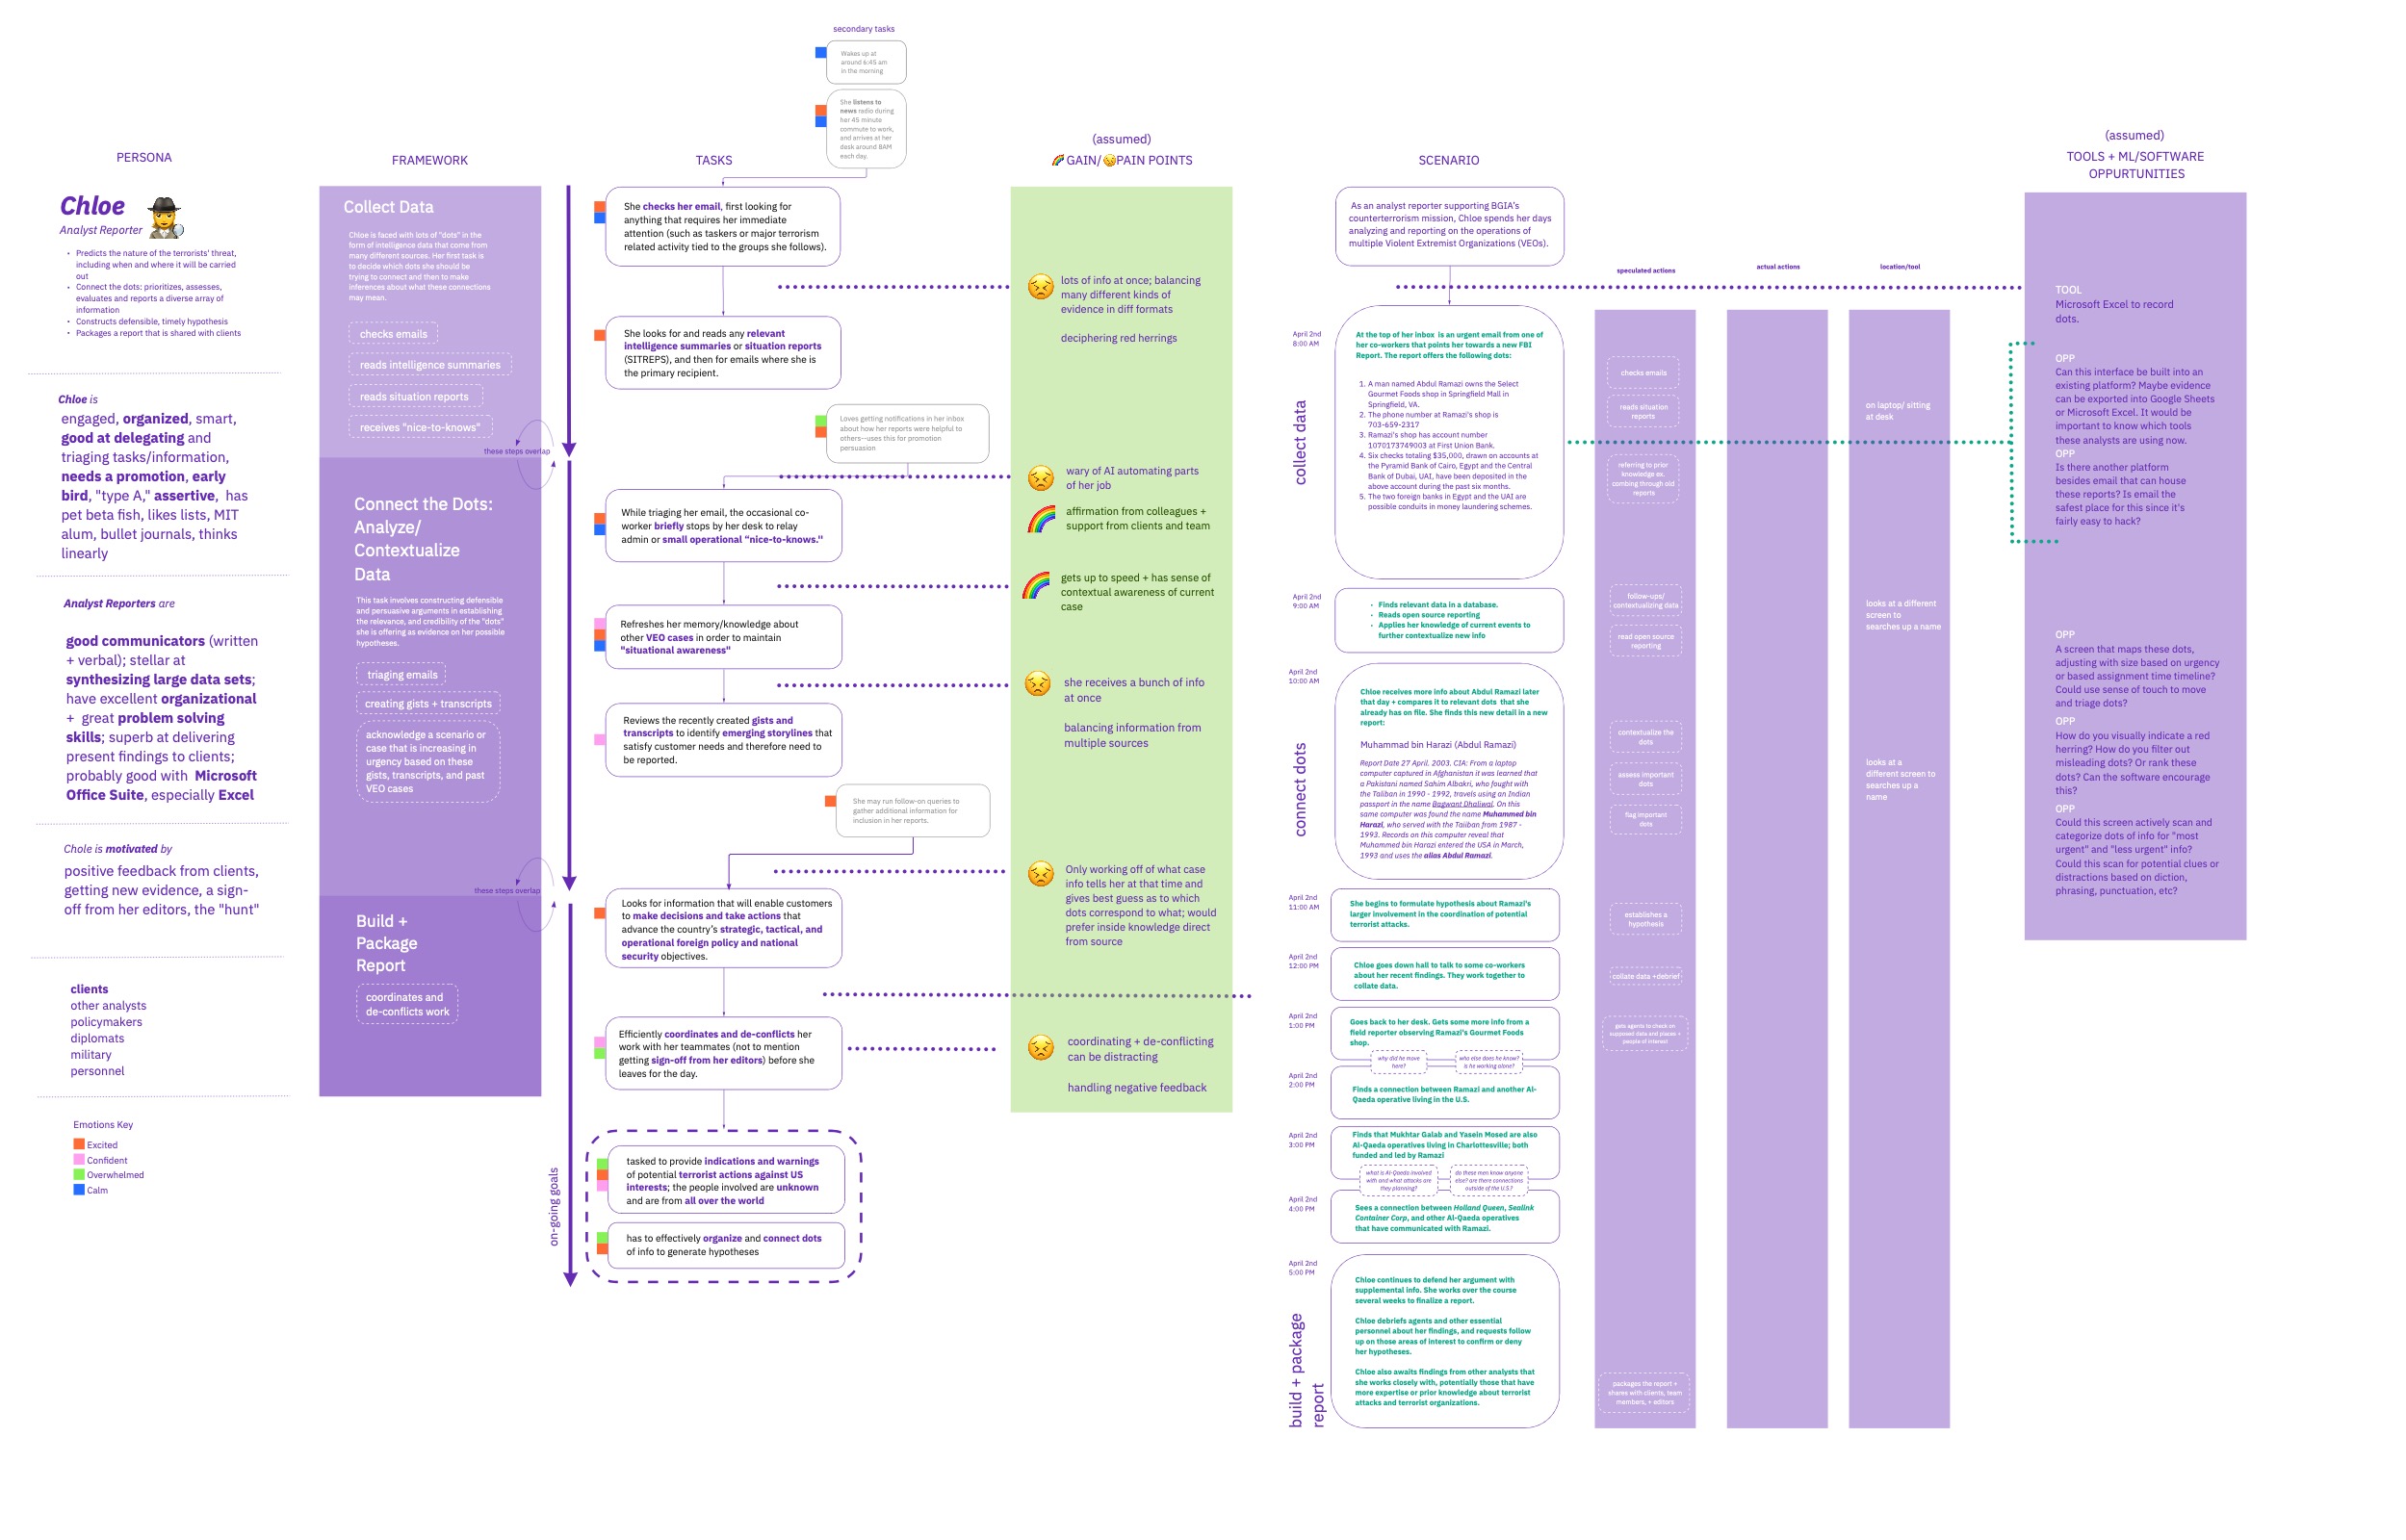 PERSONA
Chloe
Analyst Reporter
• Predicts the nature of the terrorists' threat,
including when and where it will be carried
out
• Connect the dots: prioritizes, assesses,
evaluates and reports a diverse array of
information
• Constructs defensible, timely hypothesis
• Packages a report that is shared with clients
Chloe is
engaged, organized, smart,
good at delegating and
triaging tasks/information,
needs a promotion, early
bird, "type A," assertive, has
pet beta fish, likes lists, MIT
alum, bullet journals, thinks
linearly
Analyst Reporters are
good communicators (written
+ verbal); stellar at
synthesizing large data sets;
have excellent organizational
+ great problem solving
skills; superb at delivering
present findings to clients;
probably good with Microsoft
Office Suite, especially Excel
Chole is motivated by
positive feedback from clients,
getting new evidence, a sign-
off from her editors, the "hunt"
clients
other analysts
policymakers
diplomats
military
personnel
Emotions Key
Excited
Confident
Overwhelmed
Calm
FRAMEWORK
Collect Data
Chloe is faced with lots of "dots" in the
form of intelligence data that come from
many different sources. Her first task is
to decide which dots she should be
trying to connect and then to make
inferences about what these connections
may mean.
checks emails
reads intelligence summaries
reads situation reports
receives "nice-to-knows"
these steps overlap
Connect the Dots:
Analyze/
Contextualize
Data
This task involves constructing defensible
and persuasive arguments in establishing
the relevance, and credibility of the "dots"
she is offering as evidence on her possible
hypotheses.
triaging emails
creating gists + transcripts
acknowledge a scenario or
case that is increasing in
urgency based on these
gists, transcripts, and past
VEO cases
these steps overlap
Build +
Package
Report
coordinates and
de-conflicts work
on-going goals
secondary tasks
Wakes up at
around 6:45 am
in the morning
She listens to
news radio during
her 45 minute
commute to work,
and arrives at her
desk around 8AM
each day.
TASKS
She checks her email, first looking for
anything that requires her immediate
attention (such as taskers or major terrorism
related activity tied to the groups she follows).
She looks for and reads any relevant
intelligence summaries or situation reports
(SITREPS), and then for emails where she is
the primary recipient.
Loves getting notifications in her inbox
about how her reports were helpful to
others--uses this for promotion
persuasion
While triaging her email, the occasional co-
worker briefly stops by her desk to relay
admin or small operational “nice-to-knows."
Refreshes her memory/knowledge about
other VEO cases in order to maintain
"situational awareness"
Reviews the recently created gists and
transcripts to identify emerging storylines that
satisfy customer needs and therefore need to
be reported.
She may run follow-on queries to
gather additional information for
inclusion in her reports.
Looks for information that will enable customers
to make decisions and take actions that
advance the country's strategic, tactical, and
operational foreign policy and national
security objectives.
Efficiently coordinates and de-conflicts her
work with her teammates (not to mention
getting sign-off from her editors) before she
leaves for the day.
tasked to provide indications and warnings
of potential terrorist actions against US
interests; the people involved are unknown
and are from all over the world
has to effectively organize and connect dots
of info to generate hypotheses
(assumed)
GAIN/PAIN POINTS
lots of info at once; balancing
many different kinds of
evidence in diff formats
deciphering red herrings
wary of AI automating parts
of her job
affirmation from colleagues +
support from clients and team
gets up to speed + has sense of
contextual awareness of current
case
she receives a bunch of info
at once
balancing information from
multiple sources
Only working off of what case
info tells her at that time and
gives best guess as to which
dots correspond to what; would
prefer inside knowledge direct
from source
coordinating + de-conflicting
can be distracting
handling negative feedback
SCENARIO
As an analyst reporter supporting BGIA's
counterterrorism mission, Chloe spends her days
analyzing and reporting on the operations of
multiple Violent Extremist Organizations (VEOs).
collect data
April 2nd
8:00 AM
At the top of her inbox is an urgent email from one of
her co-workers that points her towards a new FBI
Report. The report offers the following dots:
1. A man named Abdul Ramazi owns the Select
Gourmet Foods shop in Springfield Mall in
Springfield, VA.
2. The phone number at Ramazi's shop is
703-659-2317
3. Ramazi's shop has account number
1070173749003 at First Union Bank.
4. Six checks totaling $35,000, drawn on accounts at
the Pyramid Bank of Cairo, Egypt and the Central
Bank of Dubai, UAI, have been deposited in the
above account during the past six months.
5. The two foreign banks in Egypt and the UAI are
possible conduits in money laundering schemes.
April 2nd
9:00 AM
• Finds relevant data in a database.
• Reads open source reporting
• Applies her knowledge of current events to
further contextualize new info
connect dots
April 2nd
10:00 AM
Chloe receives more info about Abdul Ramazi later
that day + compares it to relevant dots that she
already has on file. She finds this new detail in a new
report:
Muhammad bin Harazi (Abdul Ramazi)
Report Date 27 April. 2003. CIA: From a laptop
computer captured in Afghanistan it was learned that
a Pakistani named Sahim Albakri, who fought with
the Taliban in 1990 - 1992, travels using an Indian
passport in the name Bagwant Dhaliwal. On this
same computer was found the name Muhammed bin
Harazi, who served with the Taliban from 1987 -
1993. Records on this computer reveal that
Muhammed bin Harazi entered the USA in March,
1993 and uses the alias Abdul Ramazi.
April 2nd
11:00 AM
She begins to formulate hypothesis about Ramazi's
larger involvement in the coordination of potential
terrorist attacks.
April 2nd
12:00 PM
Chloe goes down hall to talk to some co-workers
about her recent findings. They work together to
collate data.
April 2nd
1:00 PM
Goes back to her desk. Gets some more info from a
field reporter observing Ramazi's Gourmet Foods
shop.
why did he move
here?
who else does he know?
is he working alone?
April 2nd
2:00 PM
Finds a connection between Ramazi and another Al-
Qaeda operative living in the U.S.
April 2nd
3:00 PM
Finds that Mukhtar Galab and Yasein Mosed are also
Al-Qaeda operatives living in Charlottesville; both
funded and led by Ramazi
what is Al-Qaeda involved
with and what attacks are
they planning?
do these men know anyone
else? are there connections
outside of the U.S.?
April 2nd
4:00 PM
Sees a connection between Holland Queen, Sealink
Container Corp, and other Al-Qaeda operatives
that have communicated with Ramazi.
build + package
report
April 2nd
5:00 PM
Chloe continues to defend her argument with
supplemental info. She works over the course
several weeks to finalize a report.
Chloe debriefs agents and other essential
personnel about her findings, and requests follow
up on those areas of interest to confirm or deny
her hypotheses.
Chloe also awaits findings from other analysts that
she works closely with, potentially those that have
more expertise or prior knowledge about terrorist
attacks and terrorist organizations.
speculated actions
checks emails
reads situation
reports
referring to prior
knowledge ex.
combing through old
reports
follow-ups/
contextualizing data
read open source
reporting
contextualize the
dots
assess important
dots
flag important
dots
establishes a
hypothesis
collate data +debrief
gets agents to check on
supposed data and places +
people of interest
packages the report +
shares with clients, team
members, + editors
actual actions
location/tool
on laptop/ sitting
at desk
looks at a different
screen to
searches up a name
looks at a
different screen to
searches up a
name
(assumed)
TOOLS + ML/SOFTWARE
OPPURTUNITIES
TOOL
Microsoft Excel to record
dots.
OPP
Can this interface be built into an
existing platform? Maybe evidence
can be exported into Google Sheets
or Microsoft Excel. It would be
important to know which tools
these analysts are using now.
OPP
Is there another platform
besides email that can house
these reports? Is email the
safest place for this since it's
fairly easy to hack?
OPP
A screen that maps these dots,
adjusting with size based on urgency
or based assignment time timeline?
Could use sense of touch to move
and triage dots?
OPP
How do you visually indicate a red
herring? How do you filter out
misleading dots? Or rank these
dots? Can the software encourage
this?
OPP
Could this screen actively scan and
categorize dots of info for "most
urgent" and "less urgent" info?
Could this scan for potential clues or
distractions based on diction,
phrasing, punctuation, etc?